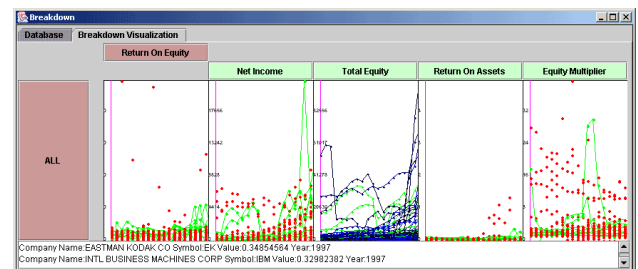 Breakdown
Database Breakdown Visualization
Return On Equity
Net Income Total Equity Return On Assets Equity Multiplier
ALL
Company Name:EASTMAN KODAK CO Symbol:EK Value:0.34854564 Year:1997
Company Name:INTL BUSINESS MACHINES CORP Symbol:IBM Value:0.32982382 Year:1997